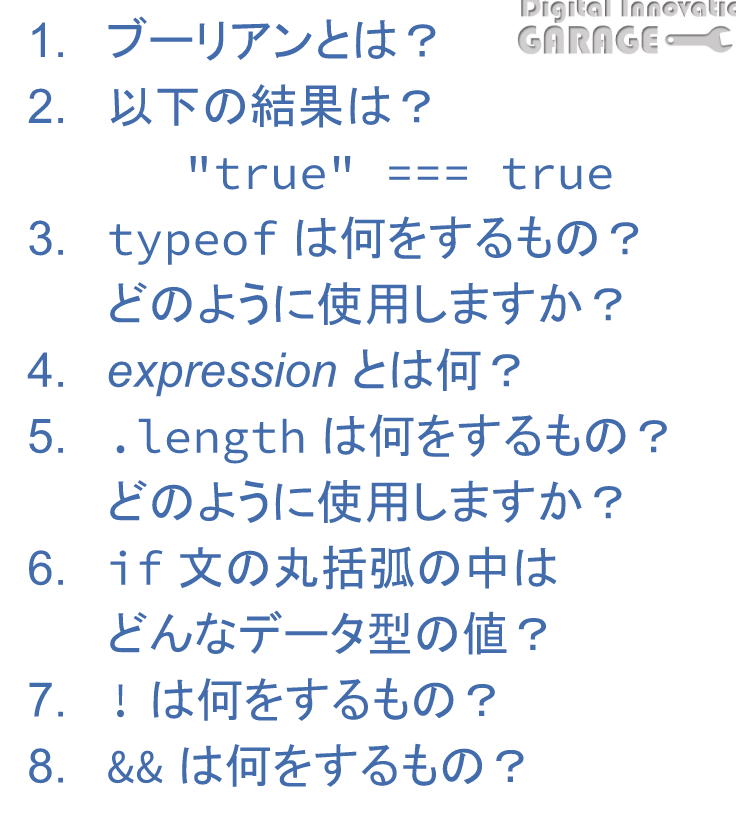 Digital Innovatio
GARAGE
1. ブーリアンとは？
2. 以下の結果は？
"true" === true
3. typeof は何をするもの？
どのように使用しますか？
4. expression とは何？
5. .length は何をするもの？
どのように使用しますか？
6. if 文の丸括弧の中は
どんなデータ型の値？
7. ! は何をするもの？
8. && は何をするもの？